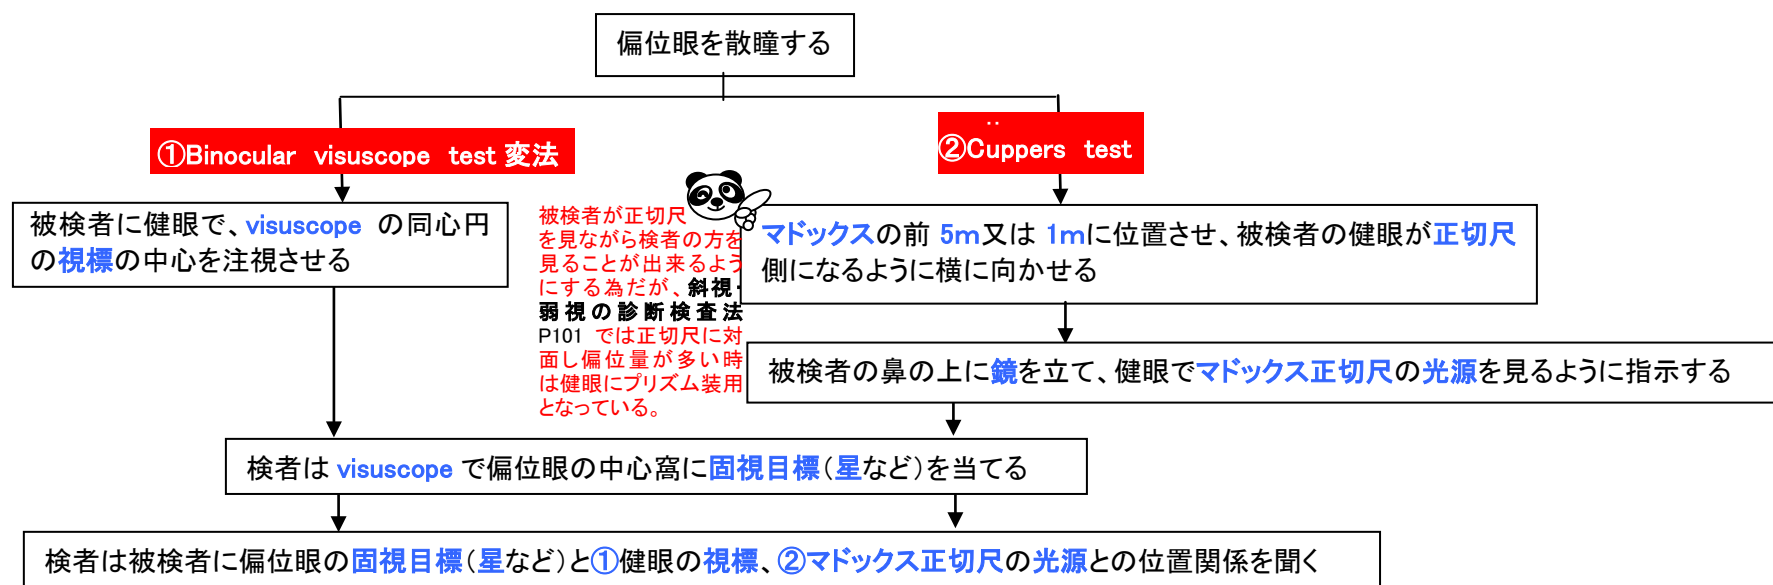 偏位眼を散瞳する
①Binocular visuscope test 変法
②Cüppers test
被検者に健眼で、visuscope の同心円
の視標の中心を注視させる
被検者が正切尺
を見ながら検者の方を
見ることが出来るよう
にする為だが、斜視・
弱視の診断検査法
P101 では正切尺に対
面し偏位量が多い時
は健眼にプリズム装用
となっている。
マドックスの前 5m又は 1mに位置させ、被検者の健眼が正切尺
側になるように横に向かせる
被検者の鼻の上に鏡を立て、健眼でマドックス正切尺の光源を見るように指示する
検者は visuscope で偏位眼の中心窩に固視目標(星など)を当てる
検者は被検者に偏位眼の固視目標(星など)と①健眼の視標、②マドックス正切尺の光源との位置関係を聞く